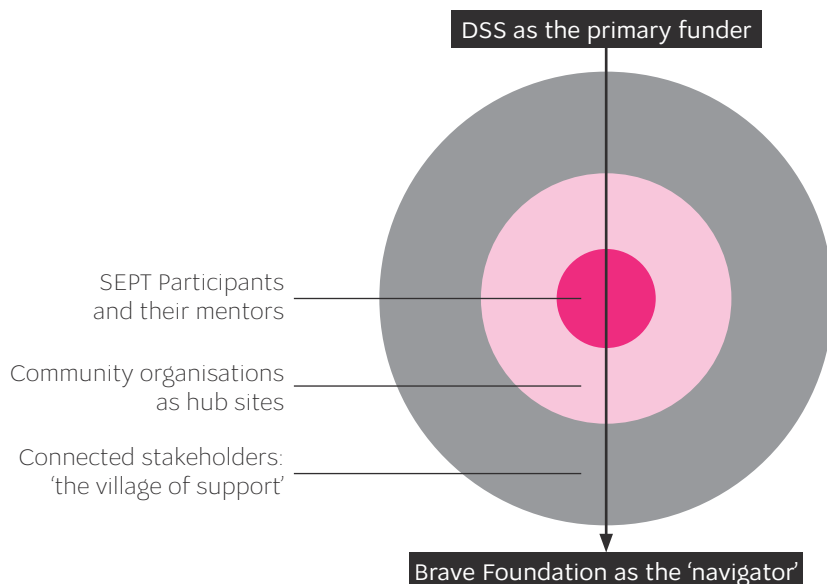 DSS as the primary funder
SEPT Participants
and their mentors
Community organisations
as hub sites
Connected stakeholders:
‘the village of support’
Brave Foundation as the ‘navigator’